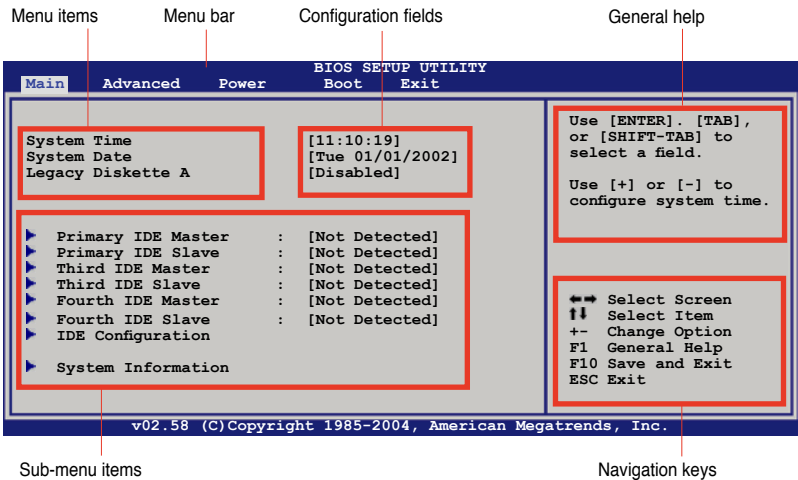 Menu items Menu bar Configuration fields General help
BIOS SETUP UTILITY
Main Advanced Power Boot Exit
System Time [11:10:19]
System Date [Tue 01/01/2002]
Legacy Diskette A [Disabled]
Primary IDE Master : [Not Detected]
Primary IDE Slave : [Not Detected]
Third IDE Master : [Not Detected]
Third IDE Slave : [Not Detected]
Fourth IDE Master : [Not Detected]
Fourth IDE Slave : [Not Detected]
IDE Configuration
System Information
Use [ENTER]. [TAB],
or [SHIFT-TAB] to
select a field.
Use [+] or [-] to
configure system time.
←→ Select Screen
↑↓ Select Item
+- Change Option
F1 General Help
F10 Save and Exit
ESC Exit
v02.58 (C)Copyright 1985-2004, American Megatrends, Inc.
Sub-menu items Navigation keys